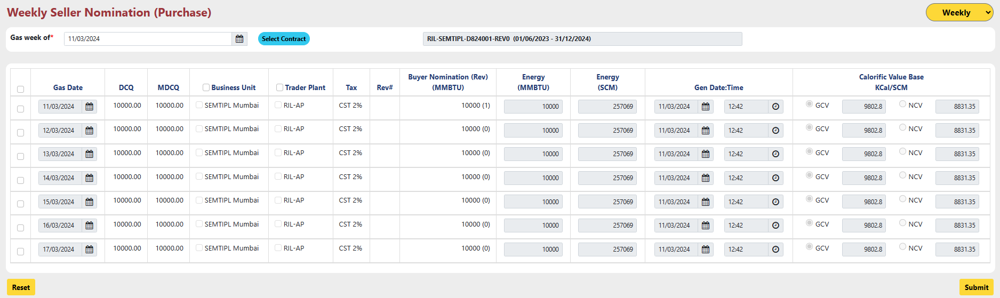 Weekly Seller Nomination (Purchase)
Weekly
Gas week of*
11/03/2024
Select Contract
RIL-SEMTIPL-D824001-REV0 (01/06/2023 - 31/12/2024)
Gas Date DCQ MDCQ Business Unit Trader Plant Tax Rev# Buyer Nomination (Rev) (MMBTU) Energy (MMBTU) Energy (SCM) Gen Date:Time Calorific Value Base KCal/SCM
11/03/2024 10000.00 10000.00 SEMTIPL Mumbai RIL-AP CST 2% 10000 (1) 10000 257069 11/03/2024 12:42 GCV 9802.8 NCV 8831.35
12/03/2024 10000.00 10000.00 SEMTIPL Mumbai RIL-AP CST 2% 10000 (0) 10000 257069 11/03/2024 12:42 GCV 9802.8 NCV 8831.35
13/03/2024 10000.00 10000.00 SEMTIPL Mumbai RIL-AP CST 2% 10000 (0) 10000 257069 11/03/2024 12:42 GCV 9802.8 NCV 8831.35
14/03/2024 10000.00 10000.00 SEMTIPL Mumbai RIL-AP CST 2% 10000 (0) 10000 257069 11/03/2024 12:42 GCV 9802.8 NCV 8831.35
15/03/2024 10000.00 10000.00 SEMTIPL Mumbai RIL-AP CST 2% 10000 (0) 10000 257069 11/03/2024 12:42 GCV 9802.8 NCV 8831.35
16/03/2024 10000.00 10000.00 SEMTIPL Mumbai RIL-AP CST 2% 10000 (0) 10000 257069 11/03/2024 12:42 GCV 9802.8 NCV 8831.35
17/03/2024 10000.00 10000.00 SEMTIPL Mumbai RIL-AP CST 2% 10000 (0) 10000 257069 11/03/2024 12:42 GCV 9802.8 NCV 8831.35
Reset
Submit